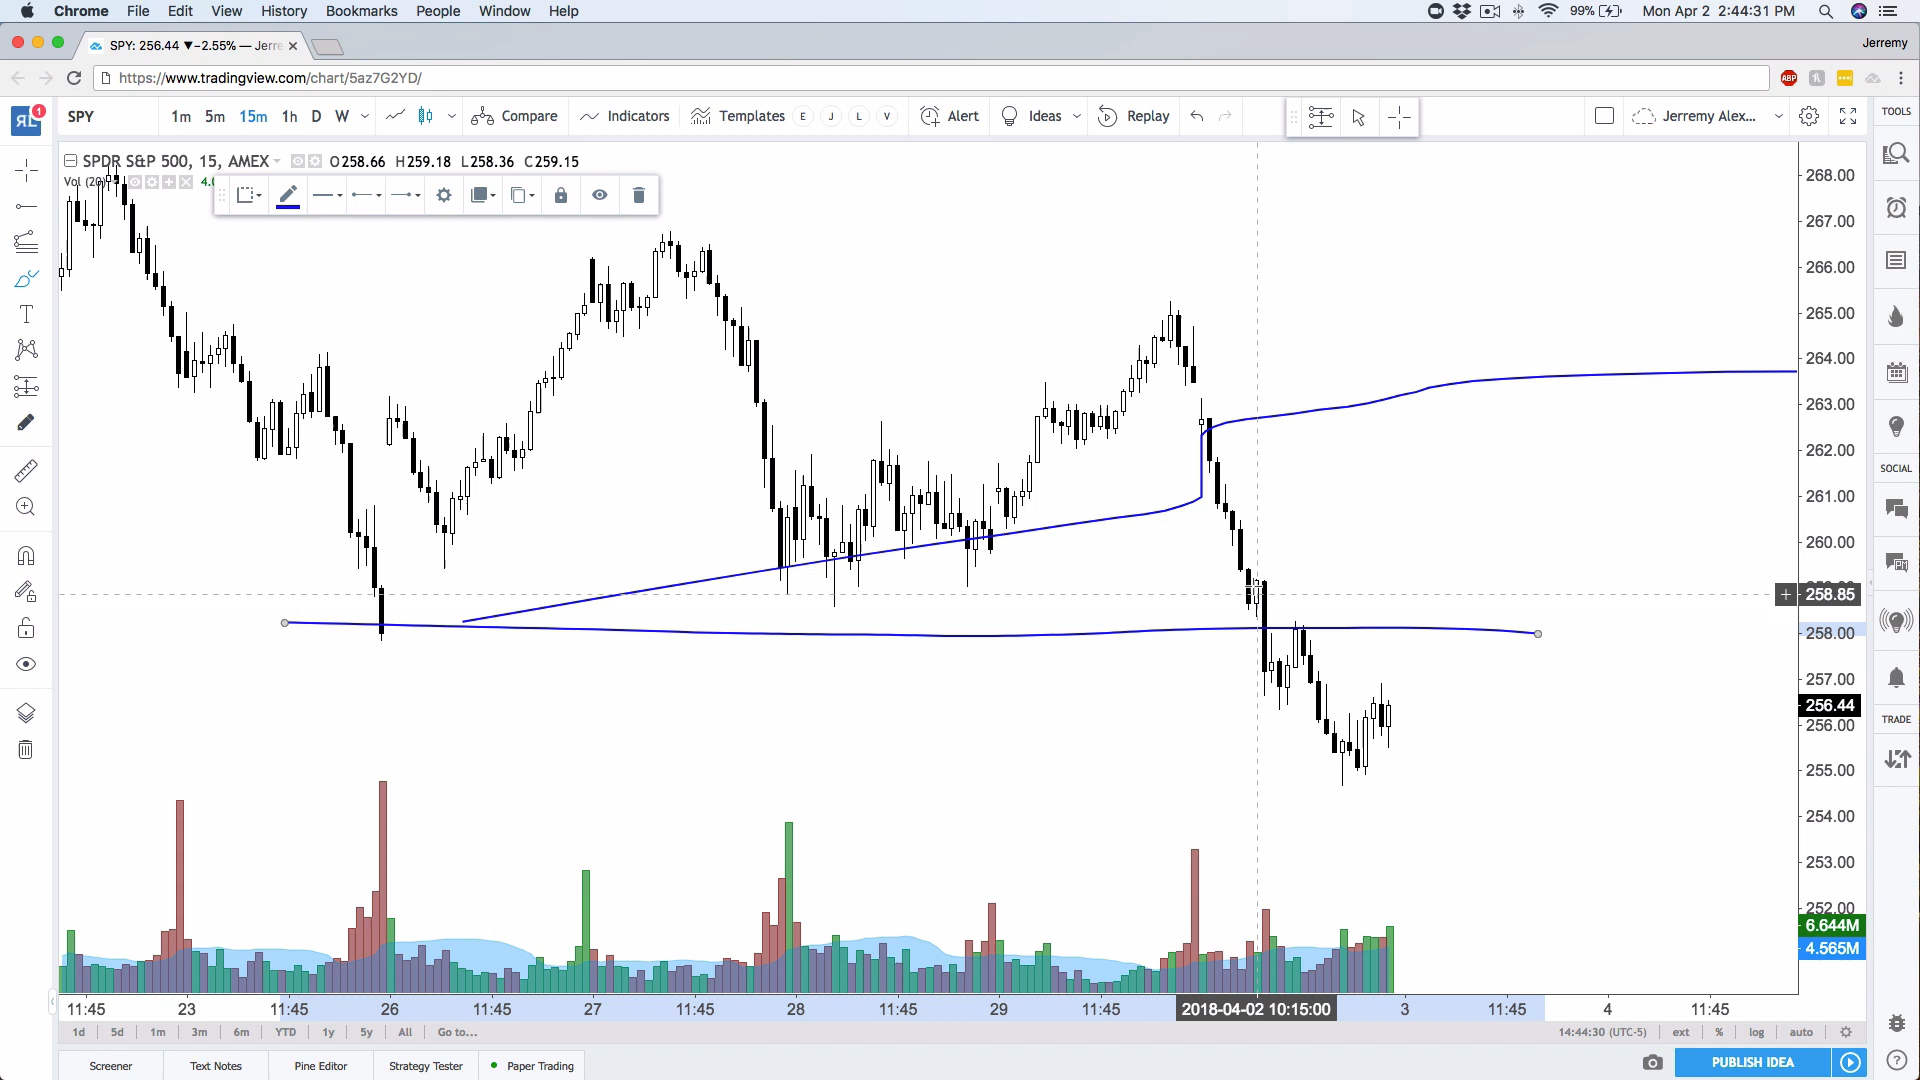 Chrome File Edit View History Bookmarks People Window Help 99% Mon Apr 2 2:44:31 PM
SPY: 256.44 ▼-2.55% — Jerre Jerremy
https://www.tradingview.com/chart/5az7G2YD/ ABP
1 SPY 1m 5m 15m 1h D W Compare Indicators Templates E J L V Alert Ideas Replay Jeremy Alex... TOOLS
SPDR S&P 500, 15, AMEX O258.66 H259.18 L258.36 C259.15
Vol (20) 4.0
268.00
267.00
266.00
265.00
264.00
263.00
262.00
SOCIAL
261.00
260.00
258.85
258.00
257.00
256.44
TRADE
256.00
255.00
254.00
253.00
252.00
6.644M
4.565M
11:45 23 11:45 26 11:45 27 11:45 28 11:45 29 11:45 2018-04-02 10:15:00 3 11:45 4 11:45
1d 5d 1m 3m 6m YTD 1y 5y All Go to... 14:44:30 (UTC-5) ext % log auto
Screener Text Notes Pine Editor Strategy Tester Paper Trading PUBLISH IDEA